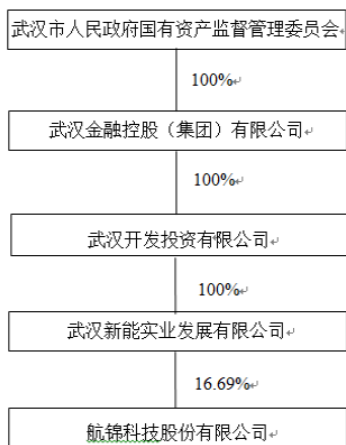 武汉市人民政府国有资产监督管理委员会
100%
武汉金融控股（集团）有限公司
100%
武汉开发投资有限公司
100%
武汉新能实业发展有限公司
16.69%
航锦科技股份有限公司